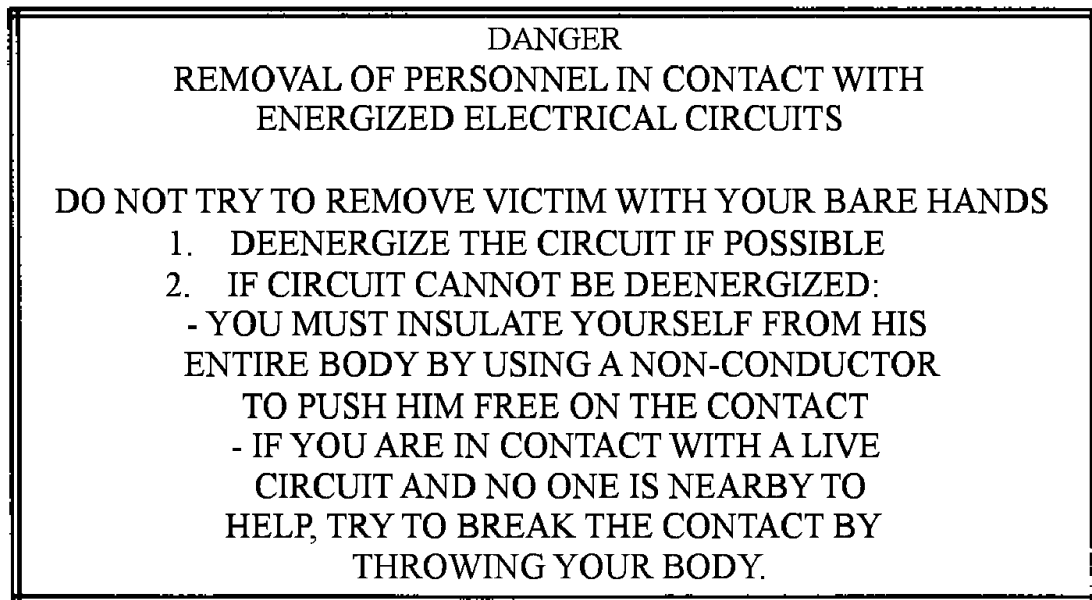 DANGER
REMOVAL OF PERSONNEL IN CONTACT WITH
ENERGIZED ELECTRICAL CIRCUITS
DO NOT TRY TO REMOVE VICTIM WITH YOUR BARE HANDS
1. DEENERGIZE THE CIRCUIT IF POSSIBLE
2. IF CIRCUIT CANNOT BE DEENERGIZED:
- YOU MUST INSULATE YOURSELF FROM HIS
ENTIRE BODY BY USING A NON-CONDUCTOR
TO PUSH HIM FREE ON THE CONTACT
- IF YOU ARE IN CONTACT WITH A LIVE
CIRCUIT AND NO ONE IS NEARBY TO
HELP, TRY TO BREAK THE CONTACT BY
THROWING YOUR BODY.